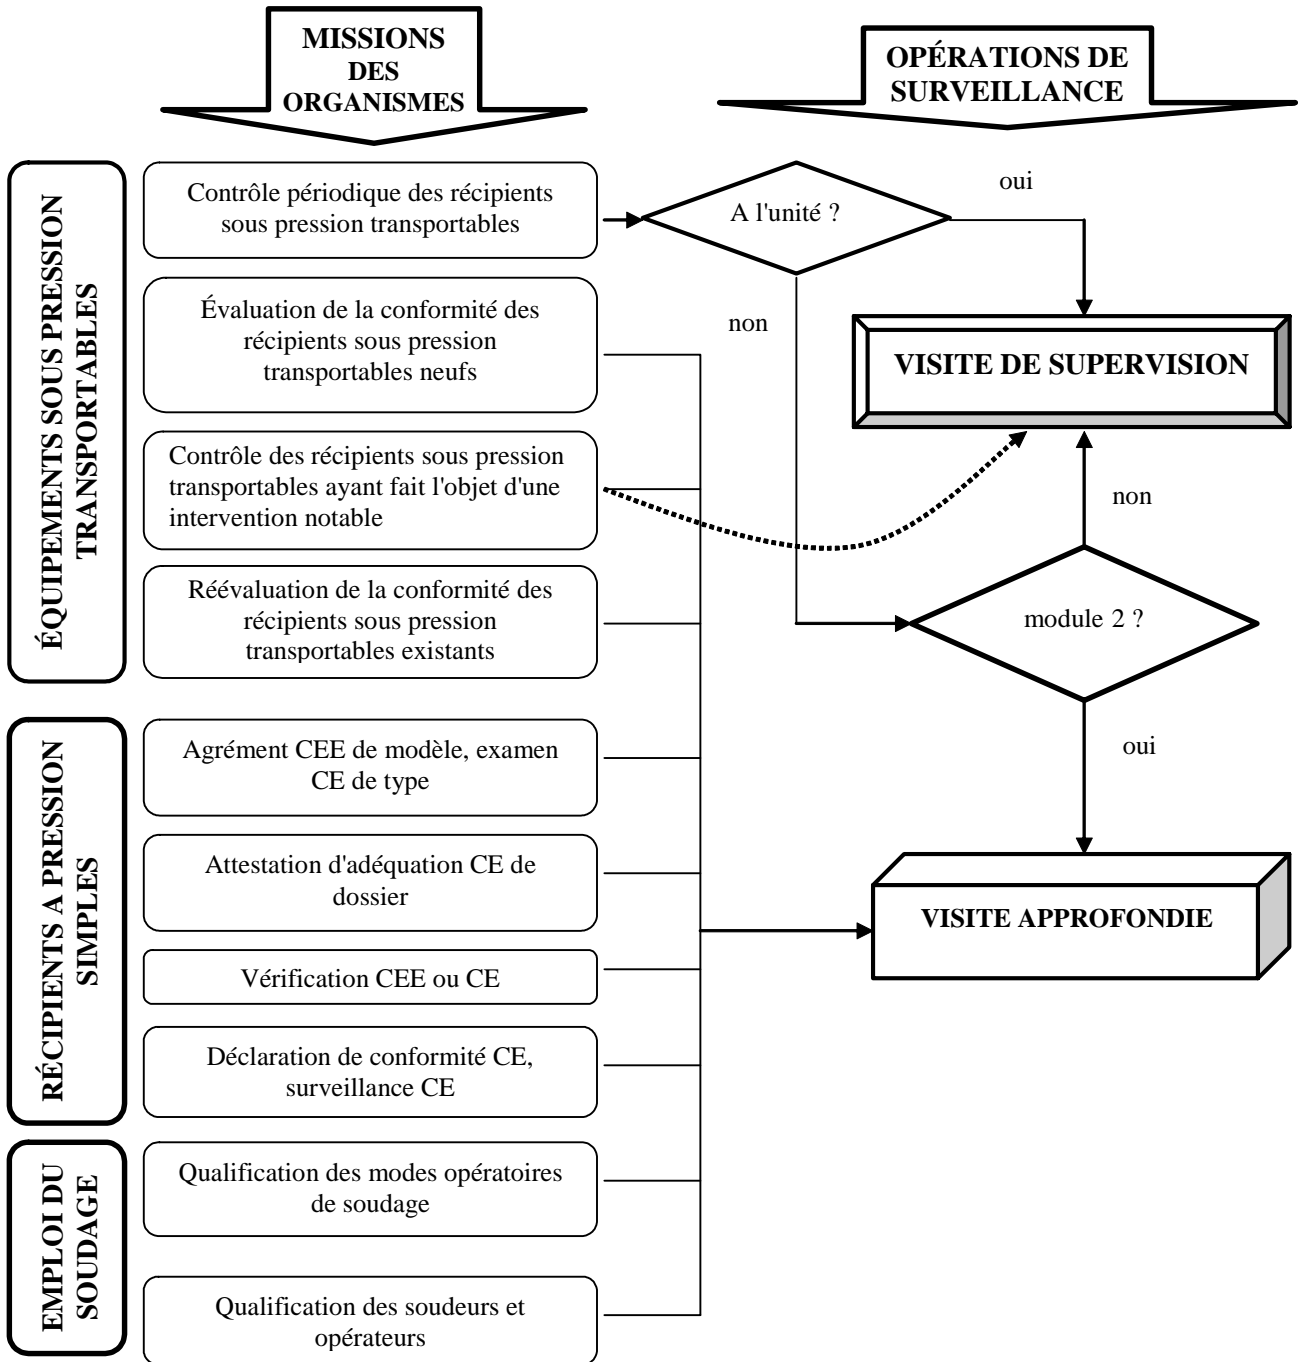 MISSIONS
DES
ORGANISMES
OPÉRATIONS DE
SURVEILLANCE
ÉQUIPEMENTS SOUS PRESSION
TRANSPORTABLES
Contrôle périodique des récipients
sous pression transportables
A l'unité ?
oui
non
Évaluation de la conformité des
récipients sous pression
transportables neufs
VISITE DE SUPERVISION
Contrôle des récipients sous pression
transportables ayant fait l'objet d'une
intervention notable
non
Réévaluation de la conformité des
récipients sous pression
transportables existants
module 2 ?
oui
RÉCIPIENTS A PRESSION
SIMPLES
Agrément CEE de modèle, examen
CE de type
Attestation d'adéquation CE de
dossier
VISITE APPROFONDIE
Vérification CEE ou CE
Déclaration de conformité CE,
surveillance CE
EMPLOI DU
SOUDAGE
Qualification des modes opératoires
de soudage
Qualification des soudeurs et
opérateurs